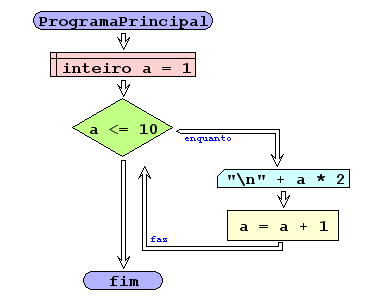 ProgramaPrincipal
inteiro a = 1
a <= 10
enquanto
"\n" + a * 2
a = a + 1
faz
fim